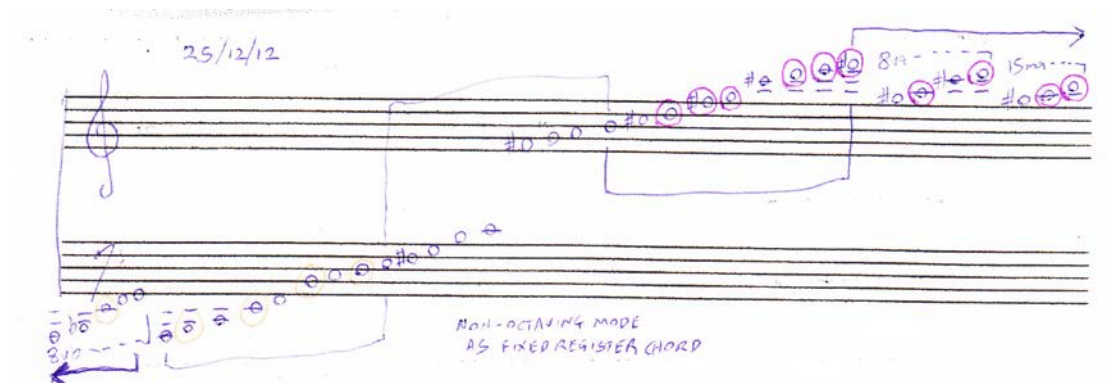 25/12/12
8va
15ma
8va
NON-OCTAVING MODE
AS FIXED REGISTER CHORD